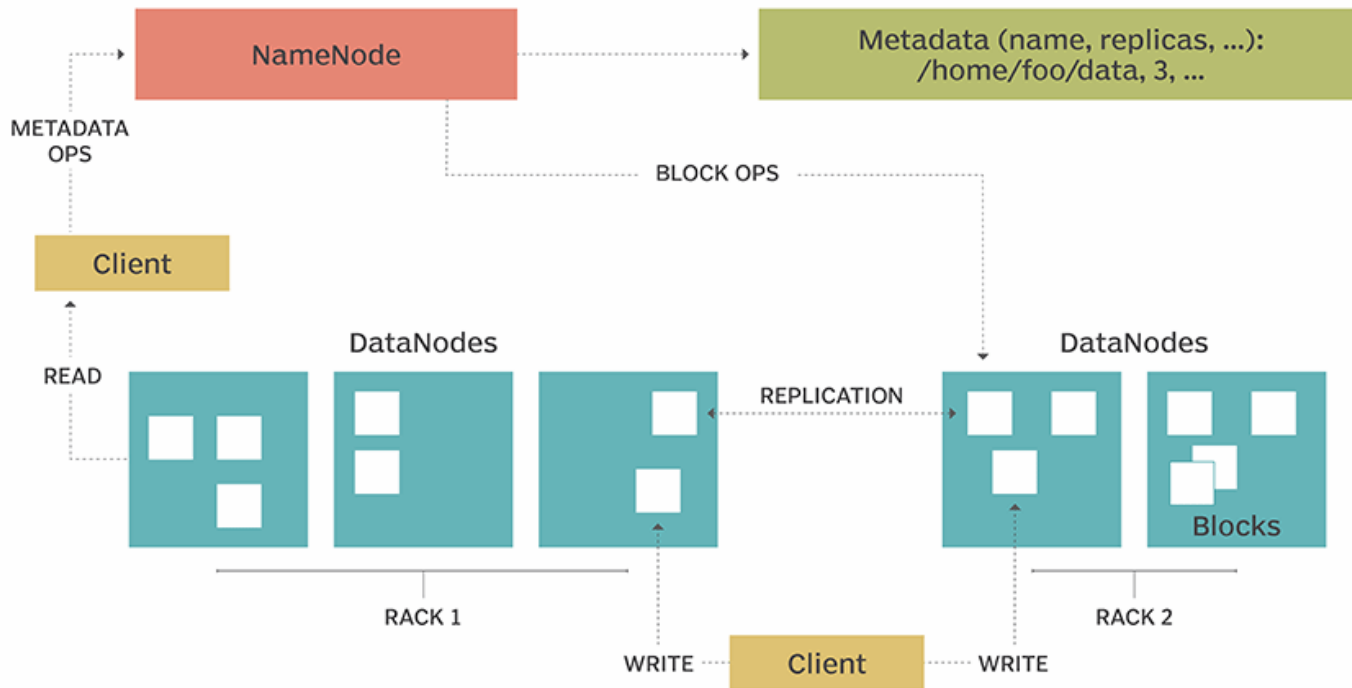 NameNode
Metadata (name, replicas, ...):
/home/foo/data, 3, ...
METADATA
OPS
BLOCK OPS
Client
DataNodes
DataNodes
READ
REPLICATION
Blocks
RACK 1
RACK 2
WRITE
Client
WRITE